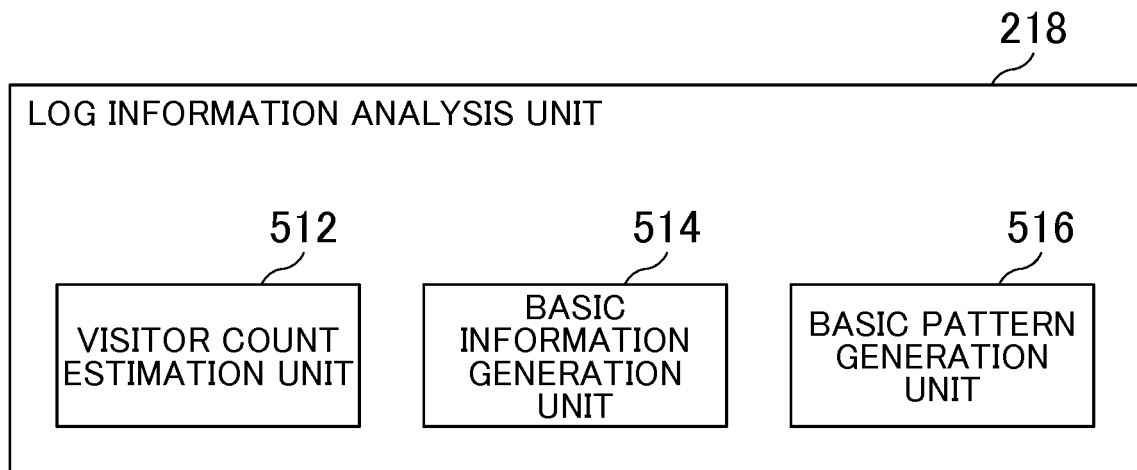 218
LOG INFORMATION ANALYSIS UNIT
512
VISITOR COUNT
ESTIMATION UNIT
514
BASIC
INFORMATION
GENERATION
UNIT
516
BASIC PATTERN
GENERATION
UNIT